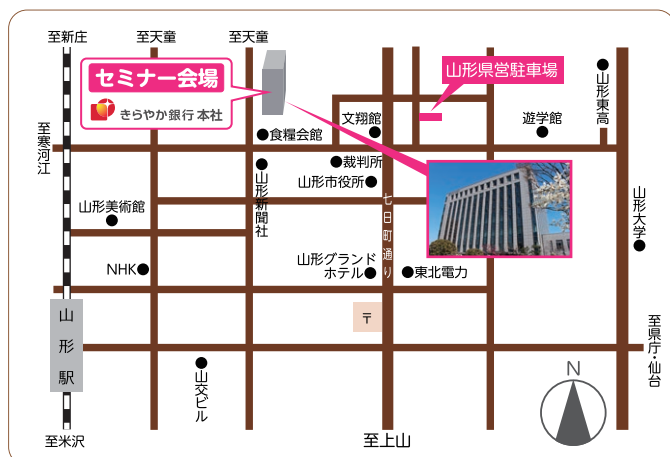 至新庄
至天童
至天童
セミナー会場
きらやか銀行 本社
山形県営駐車場
山形東高
文翔館
遊学館
至寒河江
食糧会館
裁判所
山形新聞社
山形市役所
七日町通り
山形美術館
山形大学
NHK
山形グランド
ホテル
東北電力
〒
山形駅
至県庁・仙台
山交ビル
N
至米沢
至上山